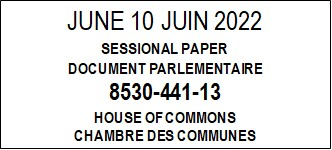 JUNE 10 JUIN 2022
SESSIONAL PAPER
DOCUMENT PARLEMENTAIRE
8530-441-13
HOUSE OF COMMONS
CHAMBRE DES COMMUNES